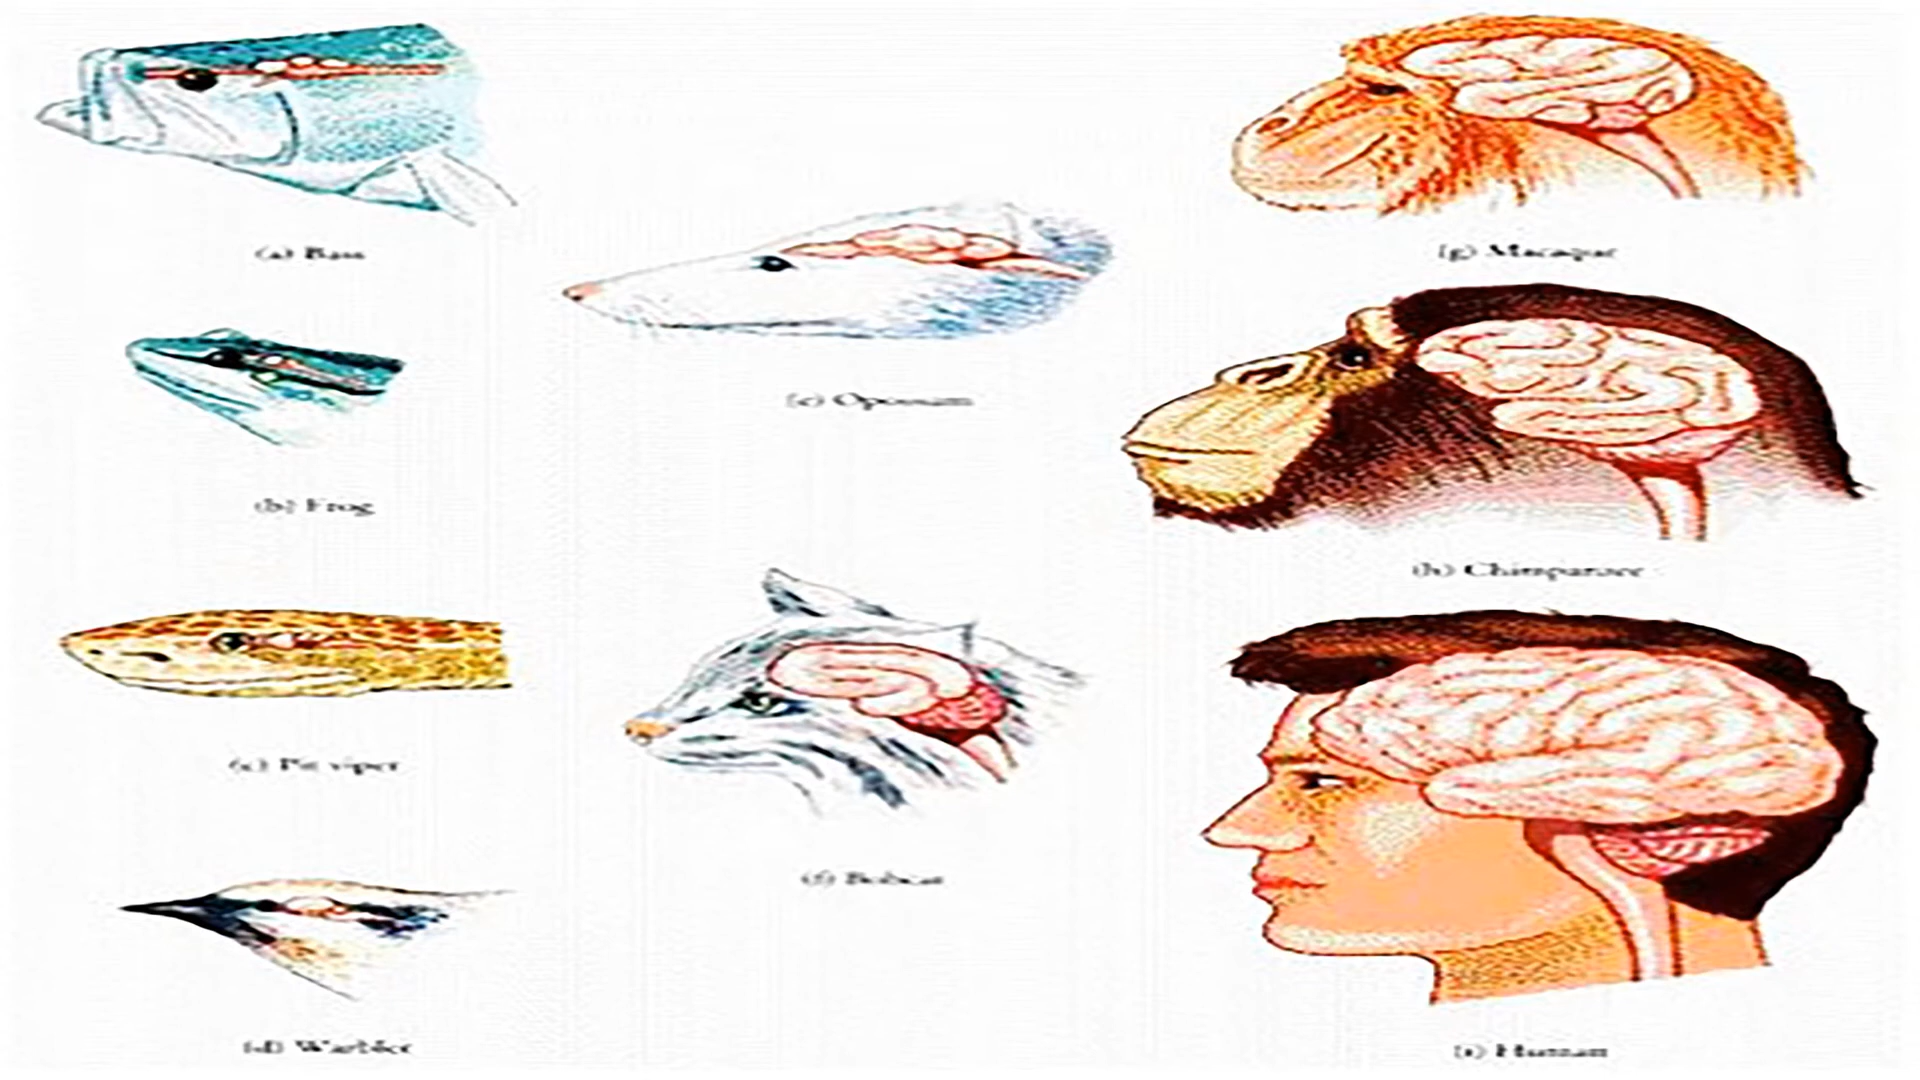 (a) Bass
(b) Frog
(c) Pit viper
(d) Warbler
(e) Opossum
(f) Bobcat
(g) Macaque
(h) Chimpanzee
(i) Human